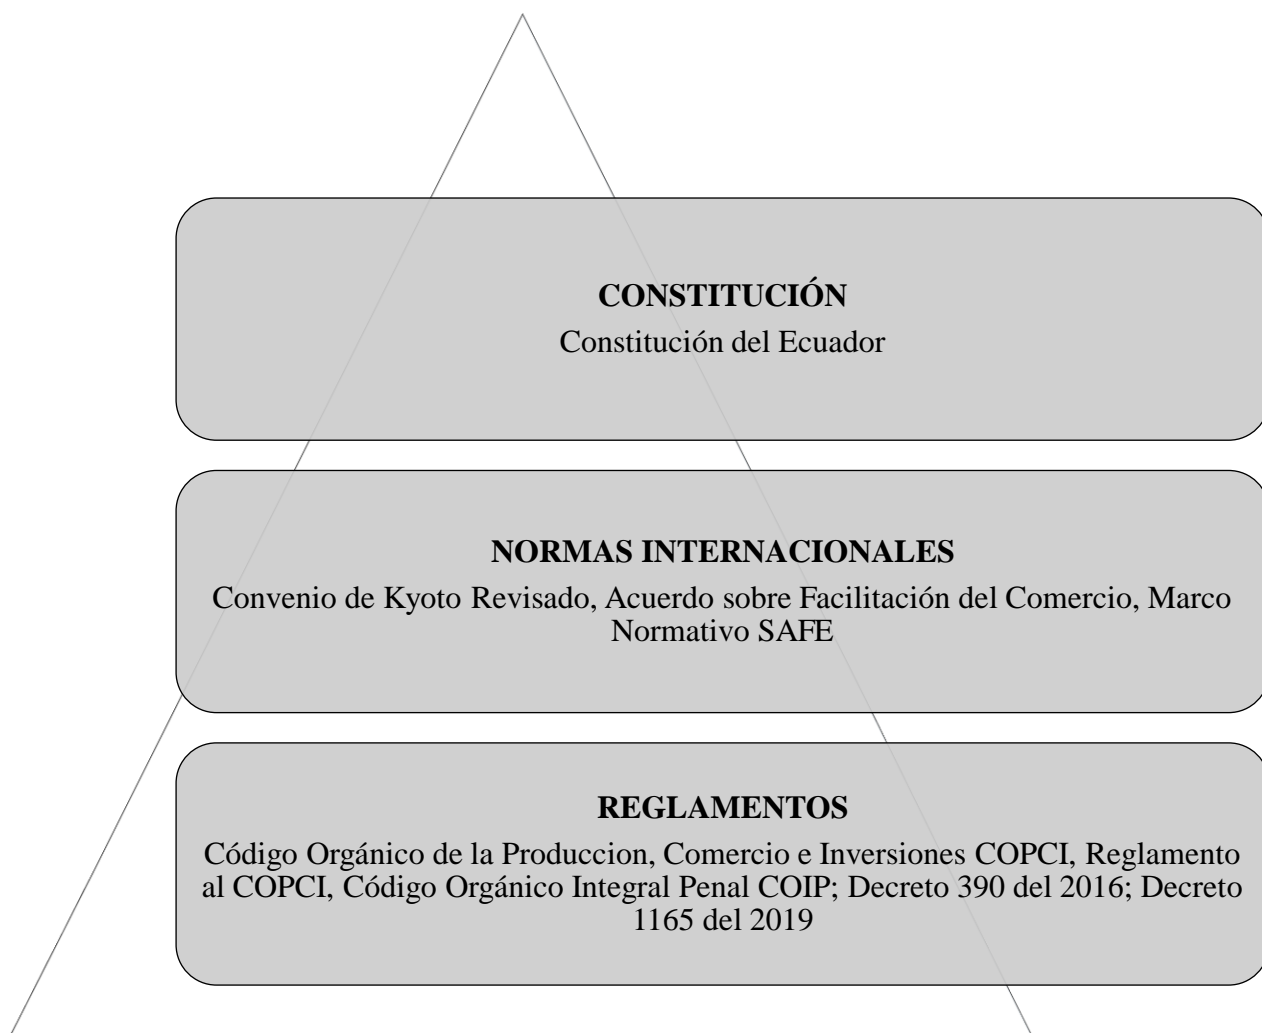 CONSTITUCIÓN
Constitución del Ecuador
NORMAS INTERNACIONALES
Convenio de Kyoto Revisado, Acuerdo sobre Facilitación del Comercio, Marco
Normativo SAFE
REGLAMENTOS
Código Orgánico de la Produccion, Comercio e Inversiones COPCI, Reglamento
al COPCI, Código Orgánico Integral Penal COIP; Decreto 390 del 2016; Decreto
1165 del 2019